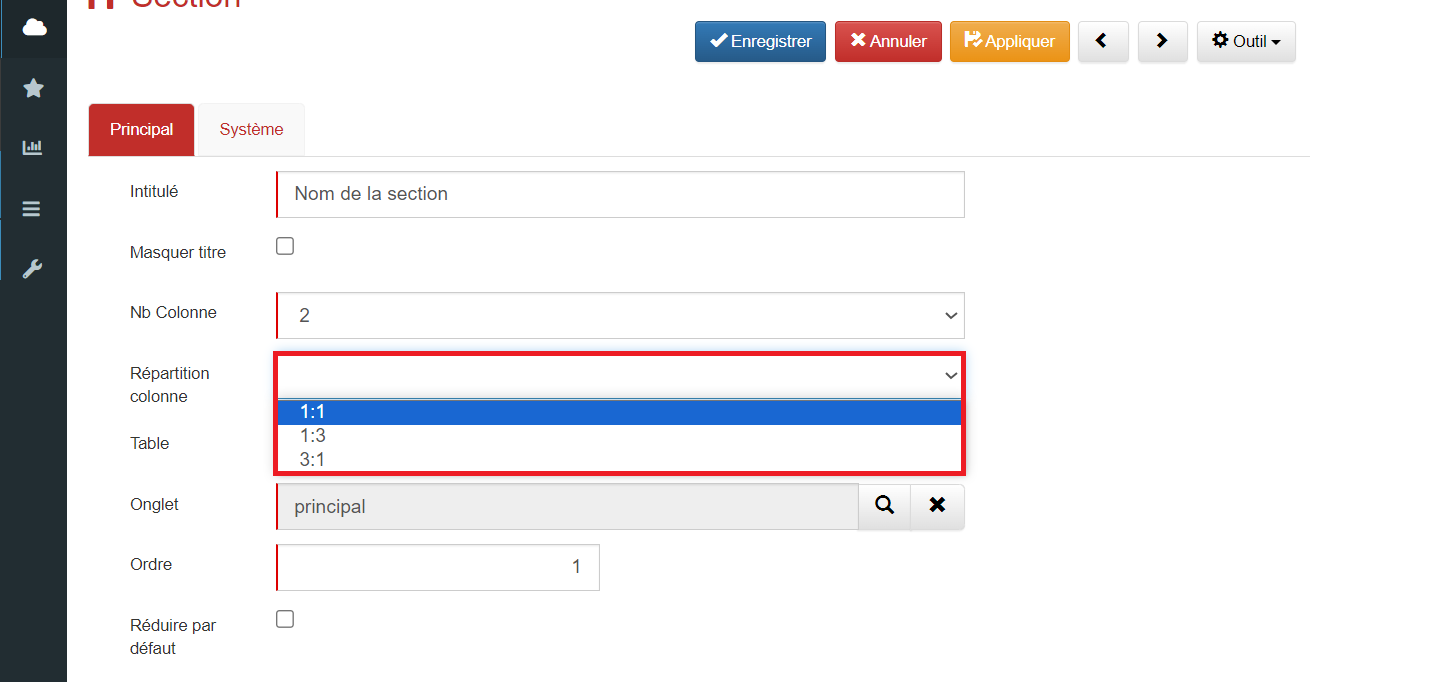 Section
Enregistrer Annuler Appliquer Outil
Principal Système
Intitulé Nom de la section
Masquer titre
Nb Colonne 2
Répartition
colonne
1:1
1:3
Table
3:1
Onglet principal
Ordre 1
Réduire par
défaut